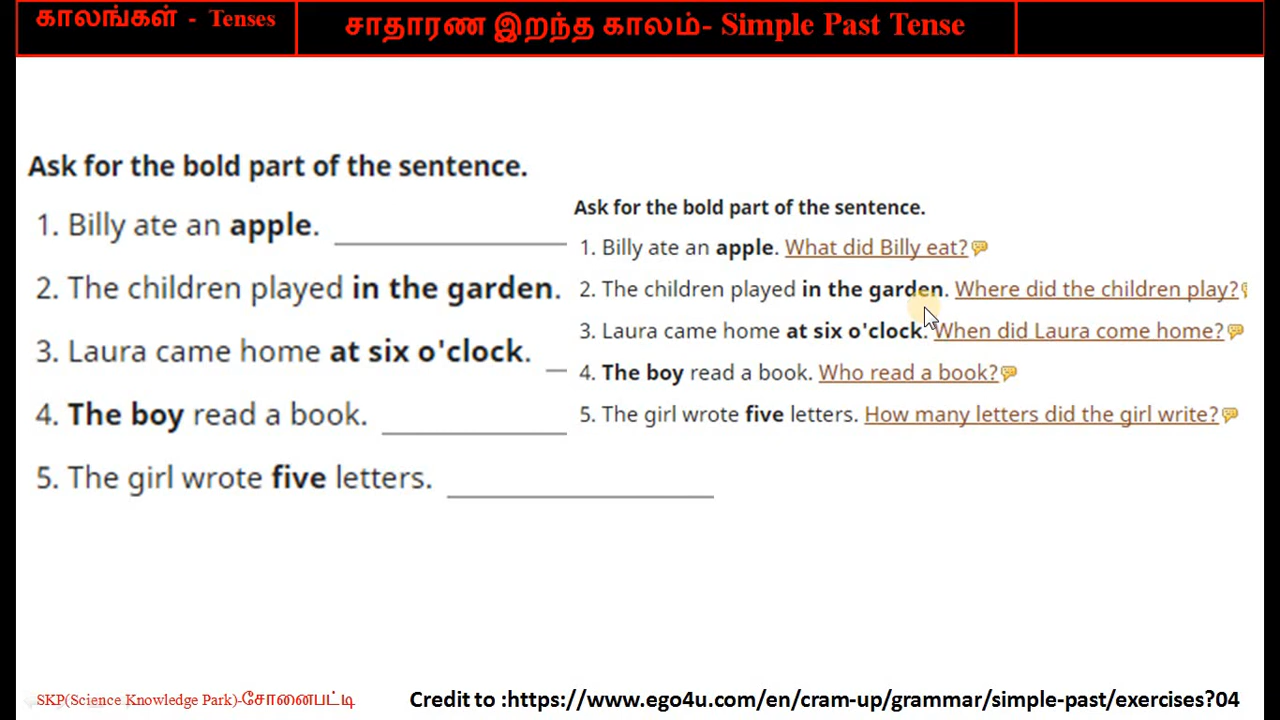 காலங்கள் - Tenses
சாதாரண இறந்த காலம்- Simple Past Tense
Ask for the bold part of the sentence.
1. Billy ate an apple.
2. The children played in the garden.
3. Laura came home at six o'clock.
4. The boy read a book.
5. The girl wrote five letters.
Ask for the bold part of the sentence.
1. Billy ate an apple. What did Billy eat?
2. The children played in the garden. Where did the children play?
3. Laura came home at six o'clock. When did Laura come home?
4. The boy read a book. Who read a book?
5. The girl wrote five letters. How many letters did the girl write?
SKP(Science Knowledge Park)-சோனைபட்டி
Credit to :https://www.ego4u.com/en/cram-up/grammar/simple-past/exercises?04